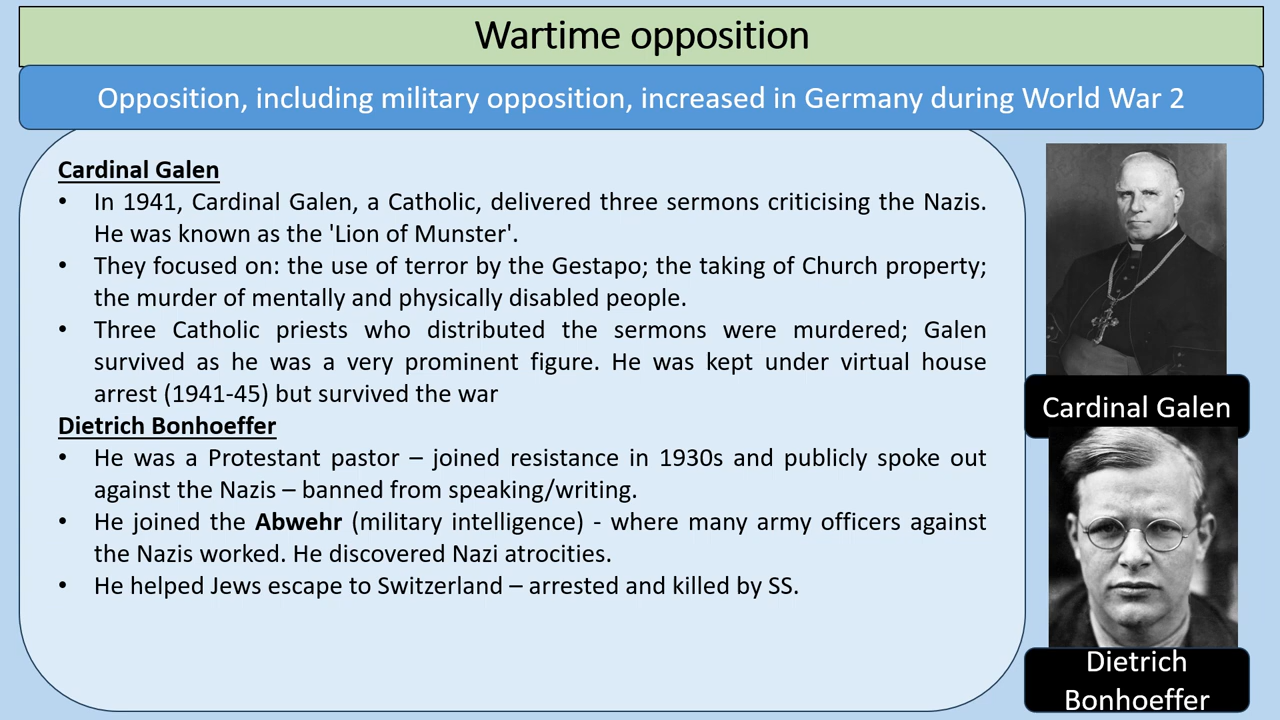 Wartime opposition
Opposition, including military opposition, increased in Germany during World War 2
Cardinal Galen
• In 1941, Cardinal Galen, a Catholic, delivered three sermons criticising the Nazis.
He was known as the 'Lion of Munster'.
• They focused on: the use of terror by the Gestapo; the taking of Church property;
the murder of mentally and physically disabled people.
• Three Catholic priests who distributed the sermons were murdered; Galen
survived as he was a very prominent figure. He was kept under virtual house
arrest (1941-45) but survived the war
Dietrich Bonhoeffer
• He was a Protestant pastor – joined resistance in 1930s and publicly spoke out
against the Nazis – banned from speaking/writing.
• He joined the Abwehr (military intelligence) - where many army officers against
the Nazis worked. He discovered Nazi atrocities.
• He helped Jews escape to Switzerland – arrested and killed by SS.
Cardinal Galen
Dietrich
Bonhoeffer